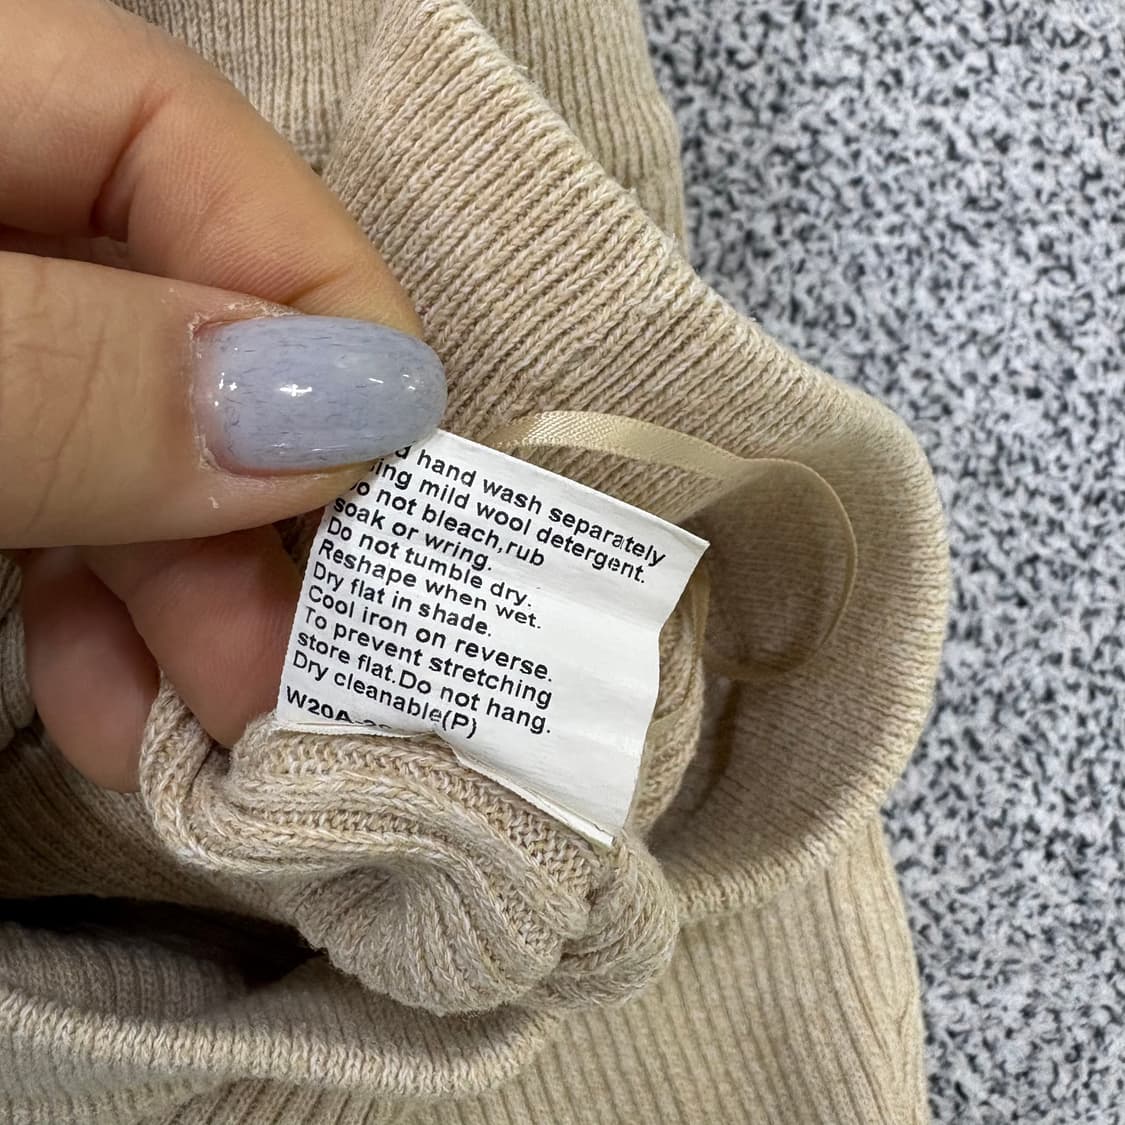 hand wash separately
mild wool detergent.
not bleach,rub
soak or wring.
Do not tumble dry.
Reshape when wet.
Dry flat in shade.
Cool iron on reverse.
To prevent stretching
store flat.Do not hang.
Dry cleanable(P)